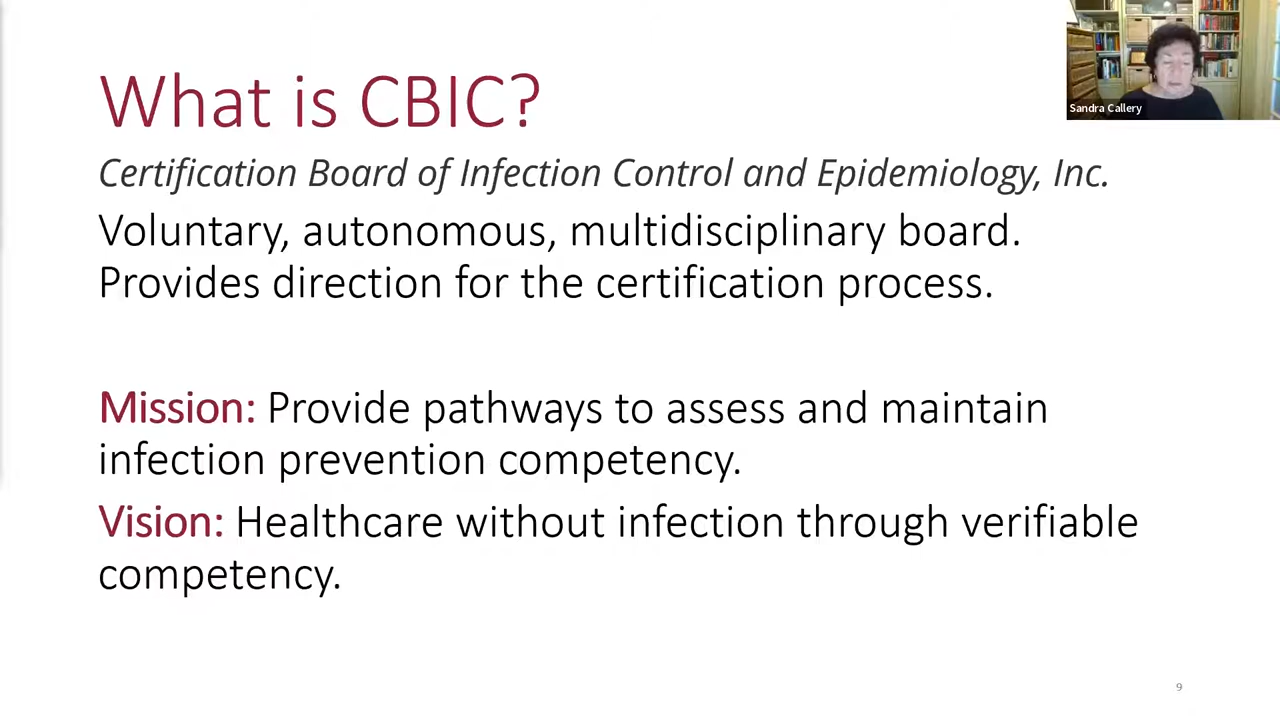 What is CBIC?
Sandra Callery
Certification Board of Infection Control and Epidemiology, Inc.
Voluntary, autonomous, multidisciplinary board.
Provides direction for the certification process.
Mission: Provide pathways to assess and maintain
infection prevention competency.
Vision: Healthcare without infection through verifiable
competency.
9